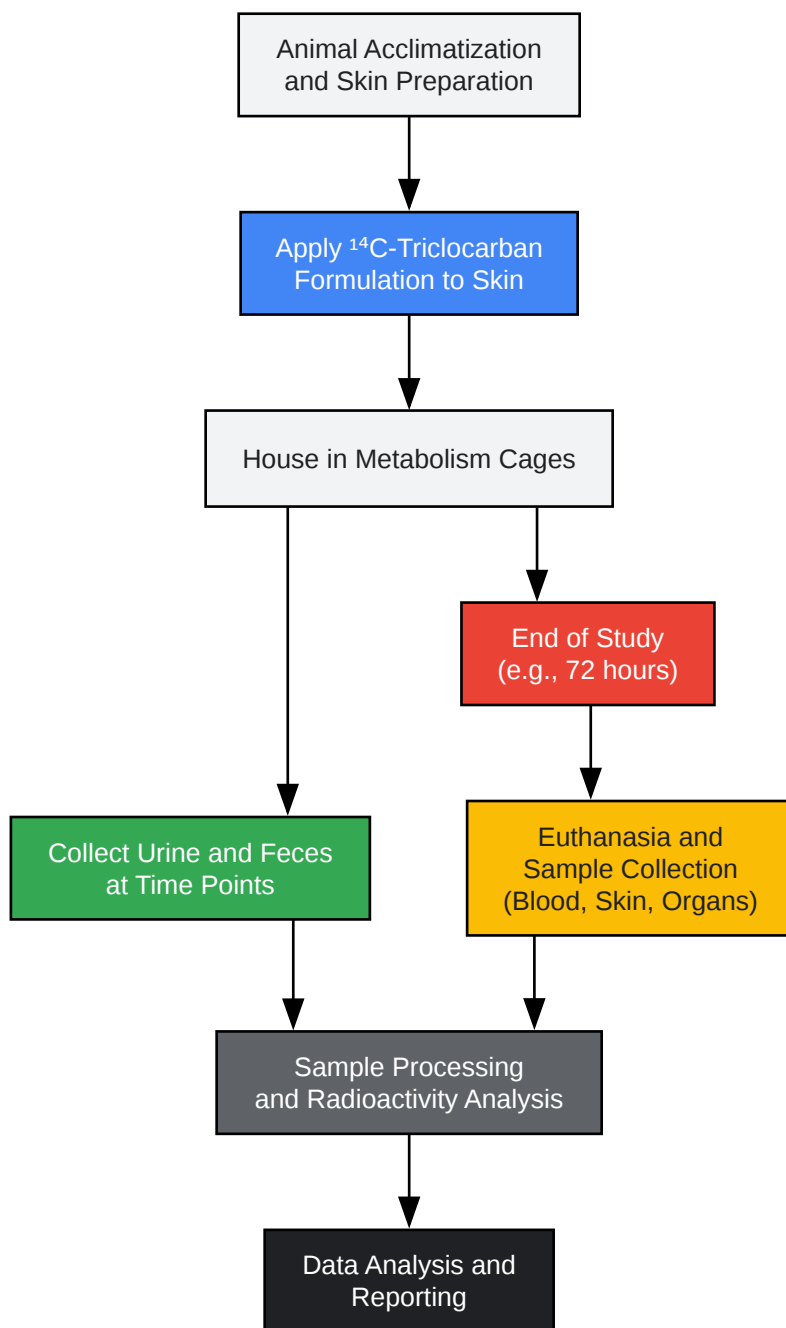 Animal Acclimatization
and Skin Preparation
Apply ¹⁴C-Triclocarban
Formulation to Skin
House in Metabolism Cages
End of Study
(e.g., 72 hours)
Collect Urine and Feces
at Time Points
Euthanasia and
Sample Collection
(Blood, Skin, Organs)
Sample Processing
and Radioactivity Analysis
Data Analysis and
Reporting